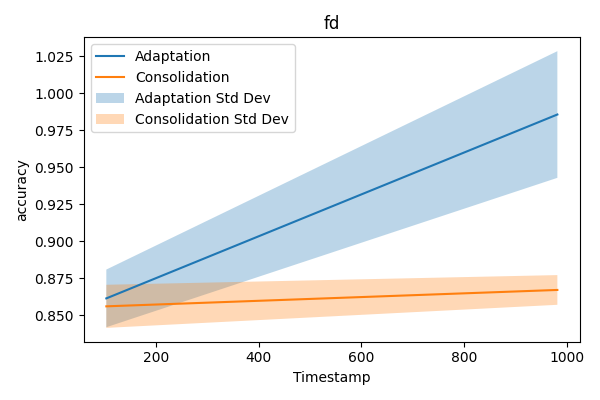 fd
Adaptation
Consolidation
Adaptation Std Dev
Consolidation Std Dev
1.025
1.000
0.975
0.950
0.925
0.900
0.875
0.850
accuracy
200 400 600 800 1000
Timestamp